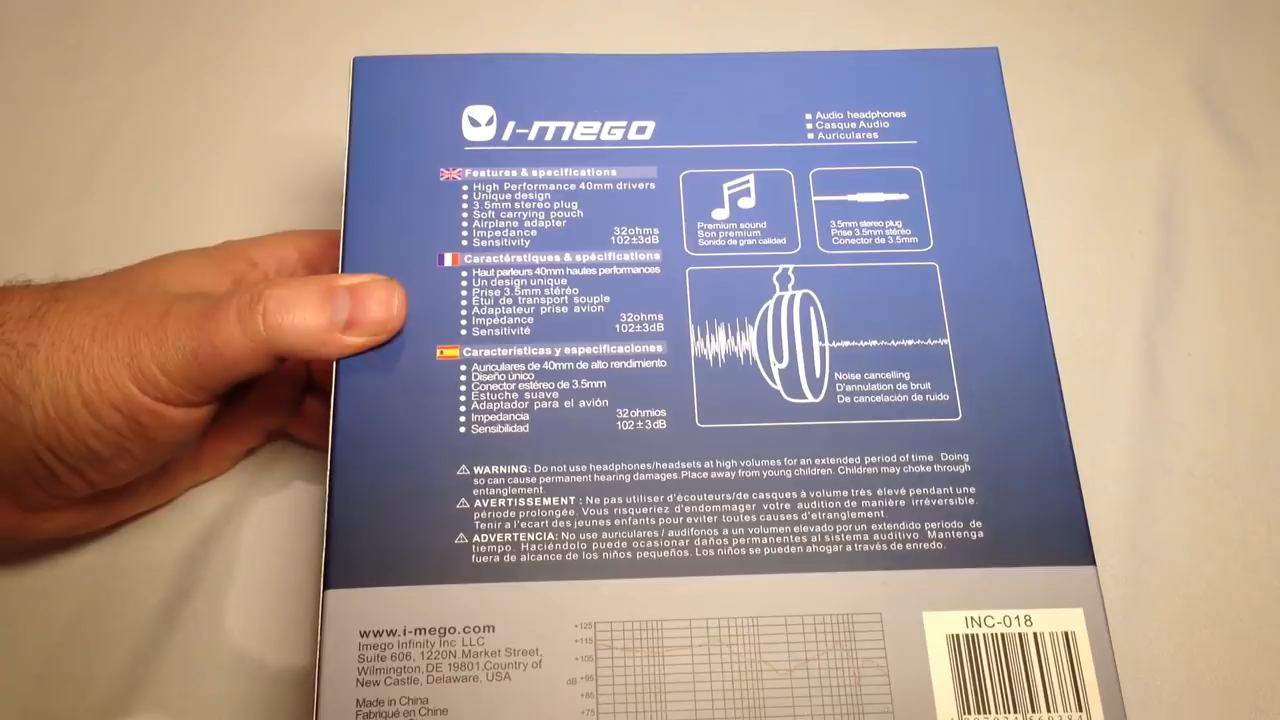 I-MEGO
Audio headphones
Casque Audio
Auriculares
Features & specifications
High Performance 40mm drivers
Unique design
3.5mm stereo plug
Soft carrying pouch
Airplane adapter
Impedance 32ohms
Sensitivity 102±3dB
Caractérstiques & spécifications
Haut parleurs 40mm hautes performances
Un design unique
Prise 3.5mm stéréo
Étui de transport souple
Adaptateur prise avion
Impédance 32ohms
Sensitivité 102±3dB
Caracteristicas y especificaciones
Auriculares de 40mm de alto rendimiento
Diseño único
Conector estéreo de 3.5mm
Estuche suave
Adaptador para el avión
Impedancia 32ohmios
Sensibilidad 102±3dB
Premium sound
Son premium
Sonido de gran calidad
3.5mm stereo plug
Prise 3.5mm stéréo
Conector de 3.5mm
Noise cancelling
D'annulation de bruit
De cancelación de ruido
WARNING: Do not use headphones/headsets at high volumes for an extended period of time. Doing
so can cause permanent hearing damages.Place away from young children. Children may choke through
entanglement.
AVERTISSEMENT : Ne pas utiliser d'écouteurs/de casques à volume très élevé pendant une
période prolongée. Vous risqueriez d'endommager votre audition de manière irréversible.
Tenir a l'ecart des jeunes enfants pour eviter toutes causes d'etranglement.
ADVERTENCIA: No use auriculares / audífonos a un volumen elevado por un extendido periodo de
tiempo. Haciéndolo puede ocasionar daños permanentes al sistema auditivo. Mantenga
fuera de alcance de los niños pequeños. Los niños se pueden ahogar a través de enredo.
www.i-mego.com
Imego Infinity Inc LLC
Suite 606, 1220N.Market Street,
Wilmington, DE 19801,Country of
New Castle, Delaware, USA
Made in China
Fabriqué en Chine
+125
+115
+105
dB +95
+85
+75
INC-018